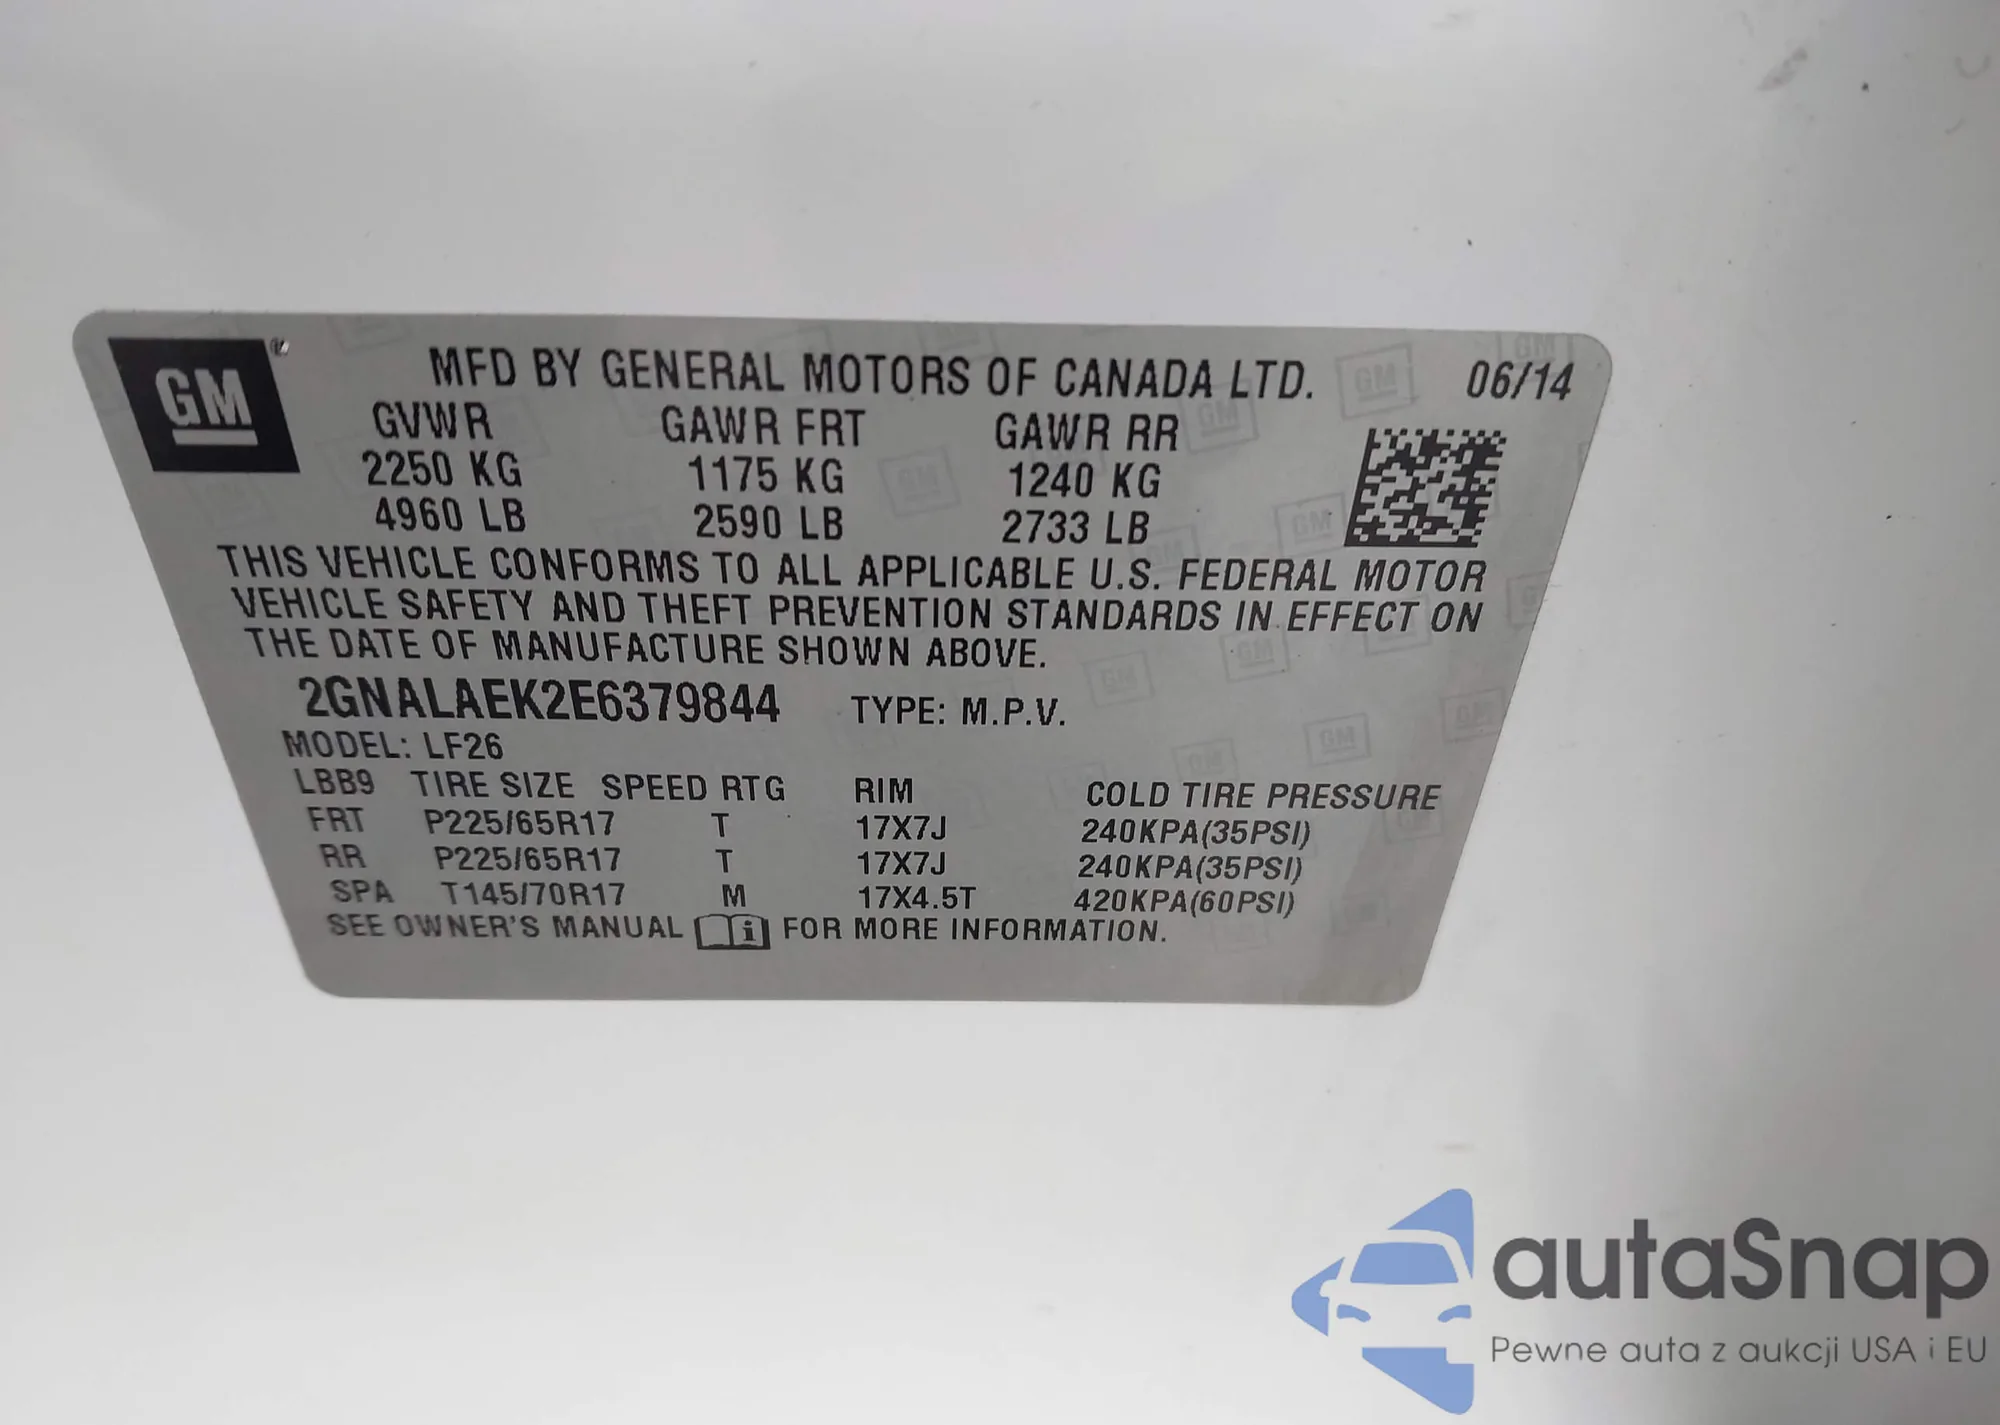 GM®
MFD BY GENERAL MOTORS OF CANADA LTD. 06/14
GVWR GAWR FRT GAWR RR
2250 KG 1175 KG 1240 KG
4960 LB 2590 LB 2733 LB
THIS VEHICLE CONFORMS TO ALL APPLICABLE U.S. FEDERAL MOTOR
VEHICLE SAFETY AND THEFT PREVENTION STANDARDS IN EFFECT ON
THE DATE OF MANUFACTURE SHOWN ABOVE.
2GNALAEK2E6379844 TYPE: M.P.V.
MODEL: LF26
LBB9 TIRE SIZE SPEED RTG RIM COLD TIRE PRESSURE
FRT P225/65R17 T 17X7J 240KPA(35PSI)
RR P225/65R17 T 17X7J 240KPA(35PSI)
SPA T145/70R17 M 17X4.5T 420KPA(60PSI)
SEE OWNER'S MANUAL i FOR MORE INFORMATION.
autaSnap
Pewne auta z aukcji USA i EU